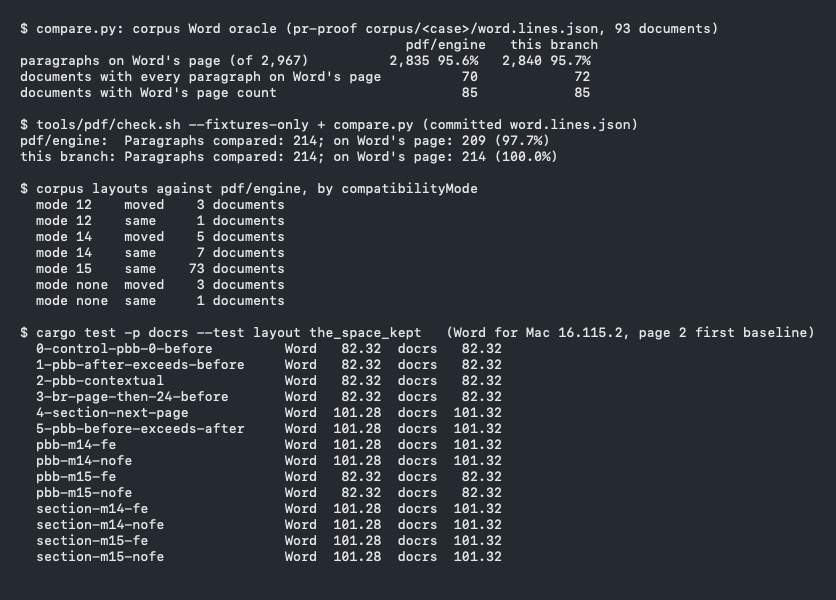 $ compare.py: corpus Word oracle (pr-proof corpus/<case>/word.lines.json, 93 documents)
pdf/engine this branch
paragraphs on Word's page (of 2,967) 2,835 95.6% 2,840 95.7%
documents with every paragraph on Word's page 70 72
documents with Word's page count 85 85
$ tools/pdf/check.sh --fixtures-only + compare.py (committed word.lines.json)
pdf/engine: Paragraphs compared: 214; on Word's page: 209 (97.7%)
this branch: Paragraphs compared: 214; on Word's page: 214 (100.0%)
$ corpus layouts against pdf/engine, by compatibilityMode
mode 12 moved 3 documents
mode 12 same 1 documents
mode 14 moved 5 documents
mode 14 same 7 documents
mode 15 same 73 documents
mode none moved 3 documents
mode none same 1 documents
$ cargo test -p docrs --test layout the_space_kept (Word for Mac 16.115.2, page 2 first baseline)
0-control-pbb-0-before Word 82.32 docrs 82.32
1-pbb-after-exceeds-before Word 82.32 docrs 82.32
2-pbb-contextual Word 82.32 docrs 82.32
3-br-page-then-24-before Word 82.32 docrs 82.32
4-section-next-page Word 101.28 docrs 101.32
5-pbb-before-exceeds-after Word 101.28 docrs 101.32
pbb-m14-fe Word 101.28 docrs 101.32
pbb-m14-nofe Word 101.28 docrs 101.32
pbb-m15-fe Word 82.32 docrs 82.32
pbb-m15-nofe Word 82.32 docrs 82.32
section-m14-fe Word 101.28 docrs 101.32
section-m14-nofe Word 101.28 docrs 101.32
section-m15-fe Word 101.28 docrs 101.32
section-m15-nofe Word 101.28 docrs 101.32